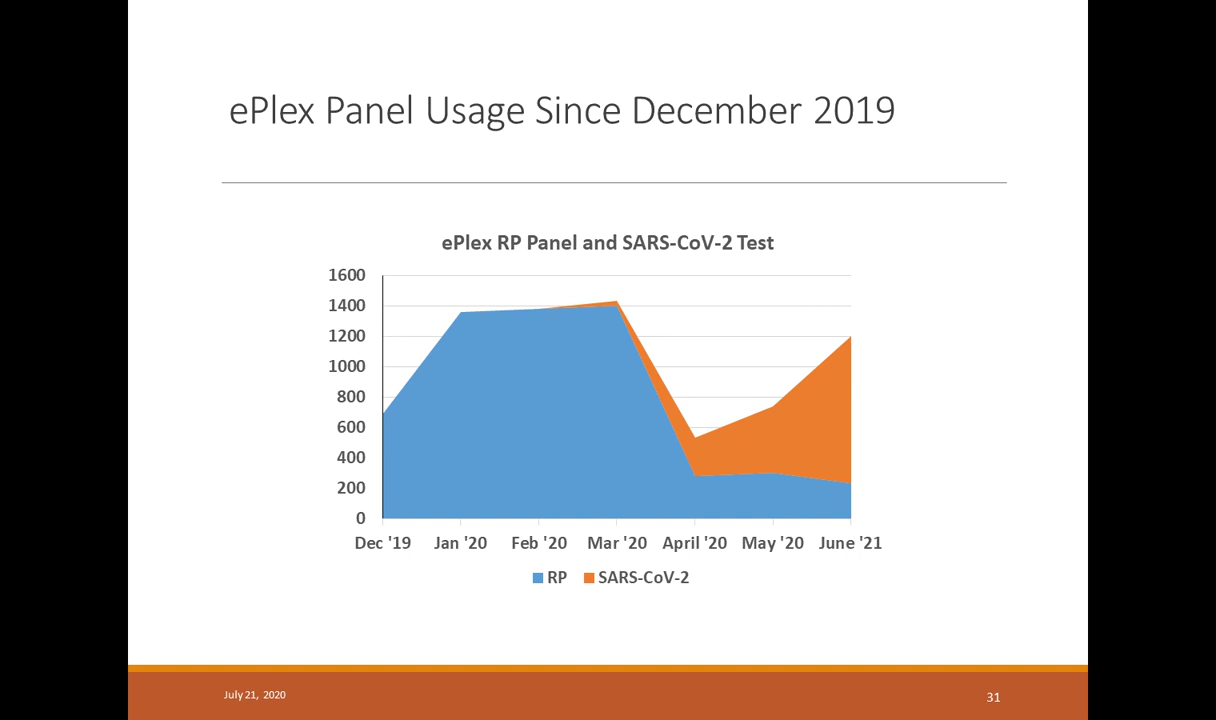 ePlex Panel Usage Since December 2019
ePlex RP Panel and SARS-CoV-2 Test
1600
1400
1200
1000
800
600
400
200
0
Dec '19 Jan '20 Feb '20 Mar '20 April '20 May '20 June '21
RP SARS-CoV-2
July 21, 2020 31